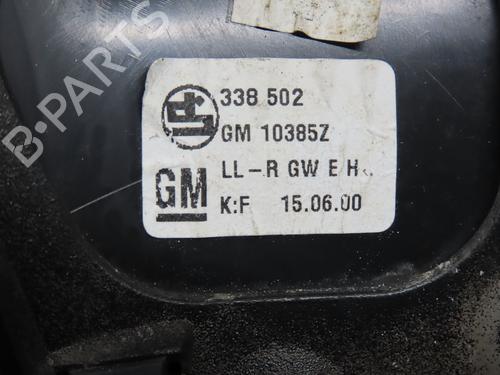 338 502
GM 10385Z
LL-R GW E H
GM
K:F 15.06.00
B-PARTS